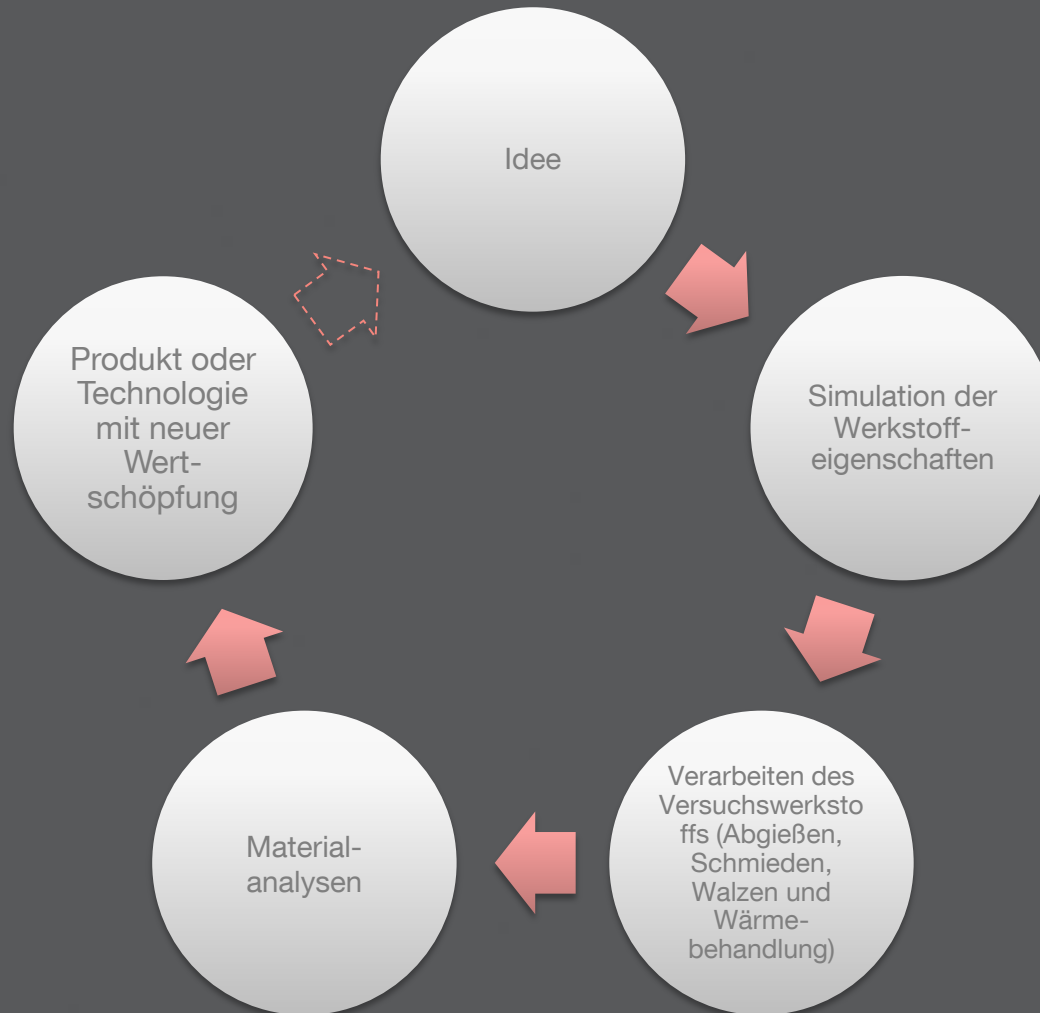 Idee
Simulation der
Werkstoff-
eigenschaften
Verarbeiten des
Versuchswerksto
ffs (Abgießen,
Schmieden,
Walzen und
Wärme-
behandlung)
Material-
analysen
Produkt oder
Technologie
mit neuer
Wert-
schöpfung